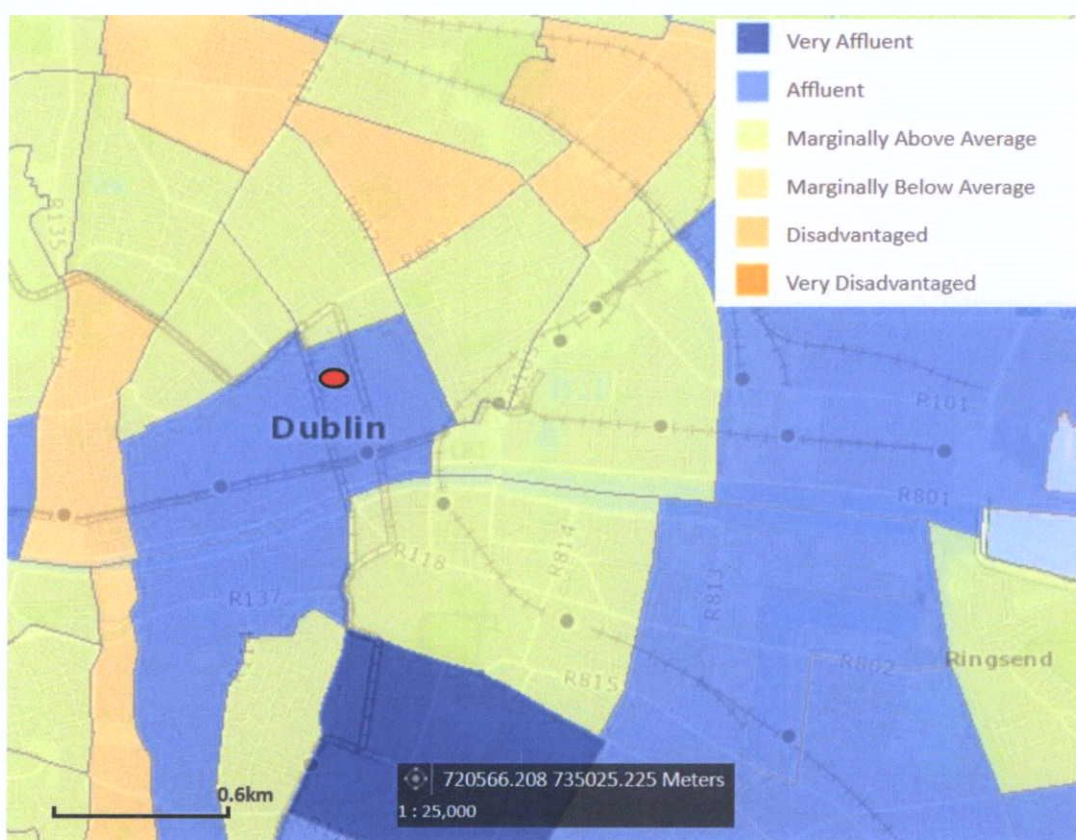 Very Affluent
Affluent
Marginally Above Average
Marginally Below Average
Disadvantaged
Very Disadvantaged
R135
R101
Dublin
R801
R118
R814
R137
R813
R802
Ringsend
R815
720566.208 735025.225 Meters
0.6km
1 : 25,000